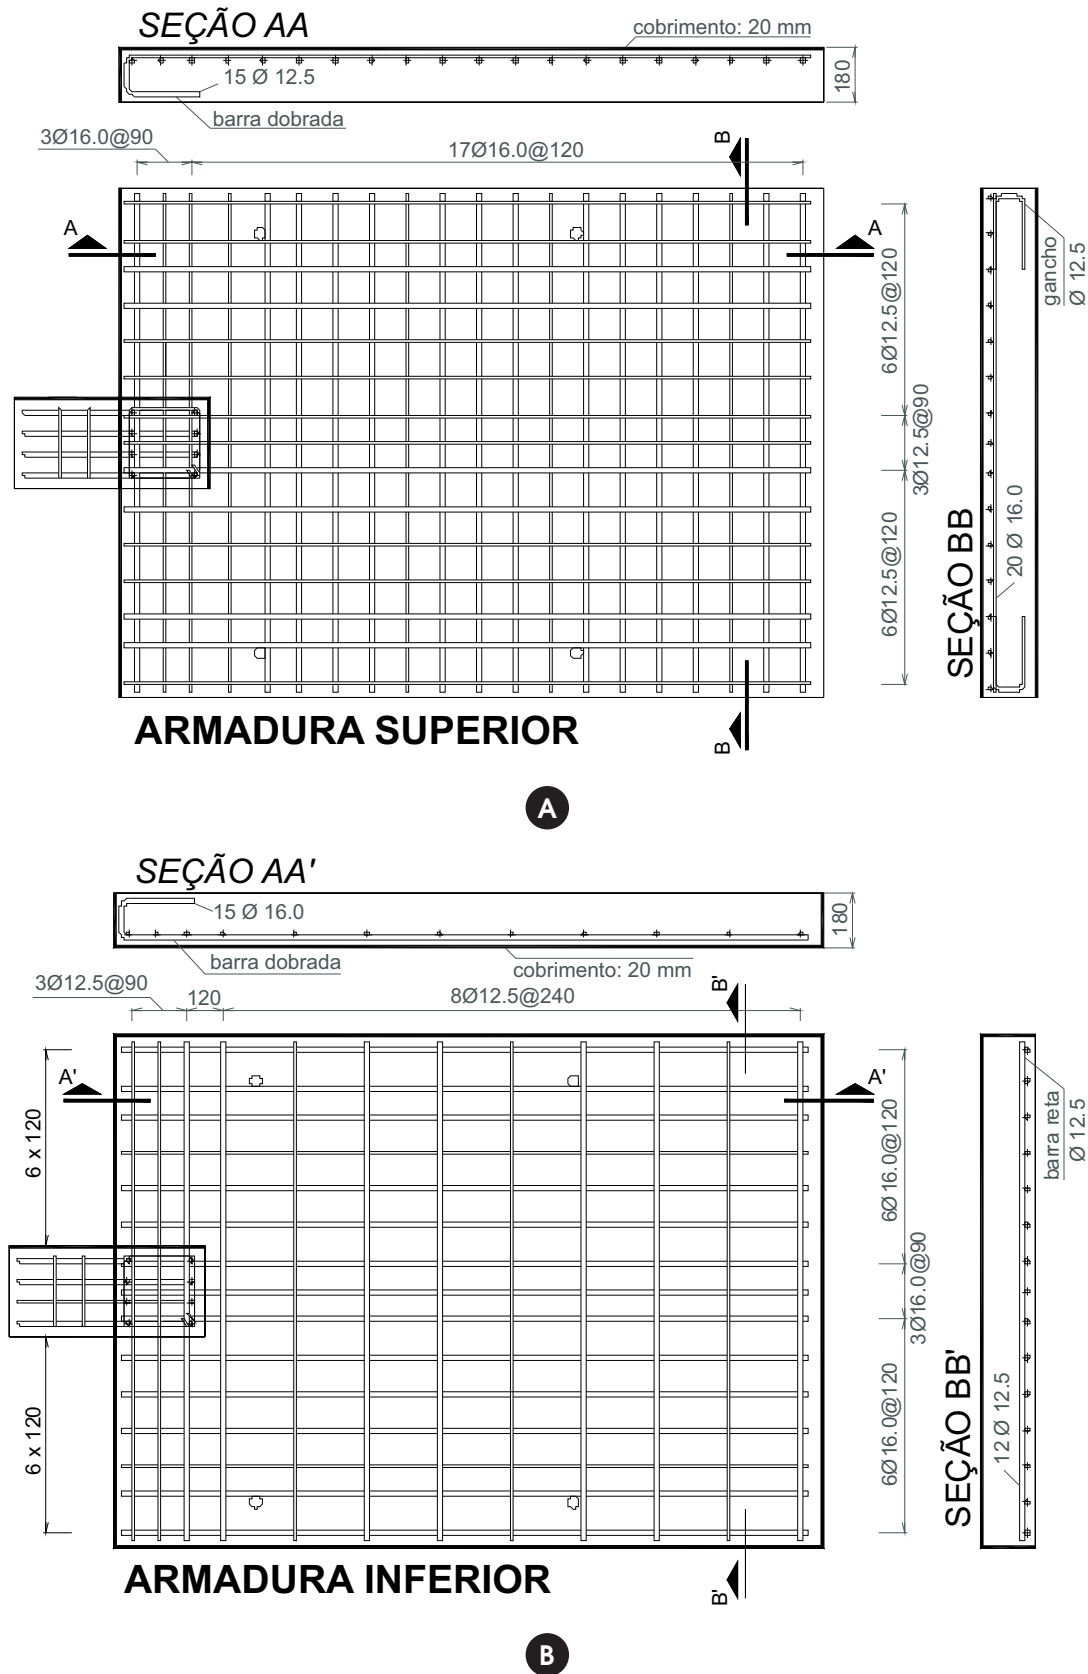 SEÇÃO AA
cobrimento: 20 mm
15 Ø 12.5
180
barra dobrada
3Ø16.0@90
17Ø16.0@120
B
A
A
6Ø12.5@120
gancho
Ø 12.5
3Ø12.5@90
6Ø12.5@120
20 Ø 16.0
SEÇÃO BB
ARMADURA SUPERIOR
B
A
SEÇÃO AA'
15 Ø 16.0
180
barra dobrada
cobrimento: 20 mm
3Ø12.5@90
120
8Ø12.5@240
B'
A'
A'
6 x 120
6Ø16.0@120
barra reta
Ø 12.5
3Ø16.0@90
6 x 120
6Ø16.0@120
12 Ø 12.5
SEÇÃO BB'
ARMADURA INFERIOR
B'
B